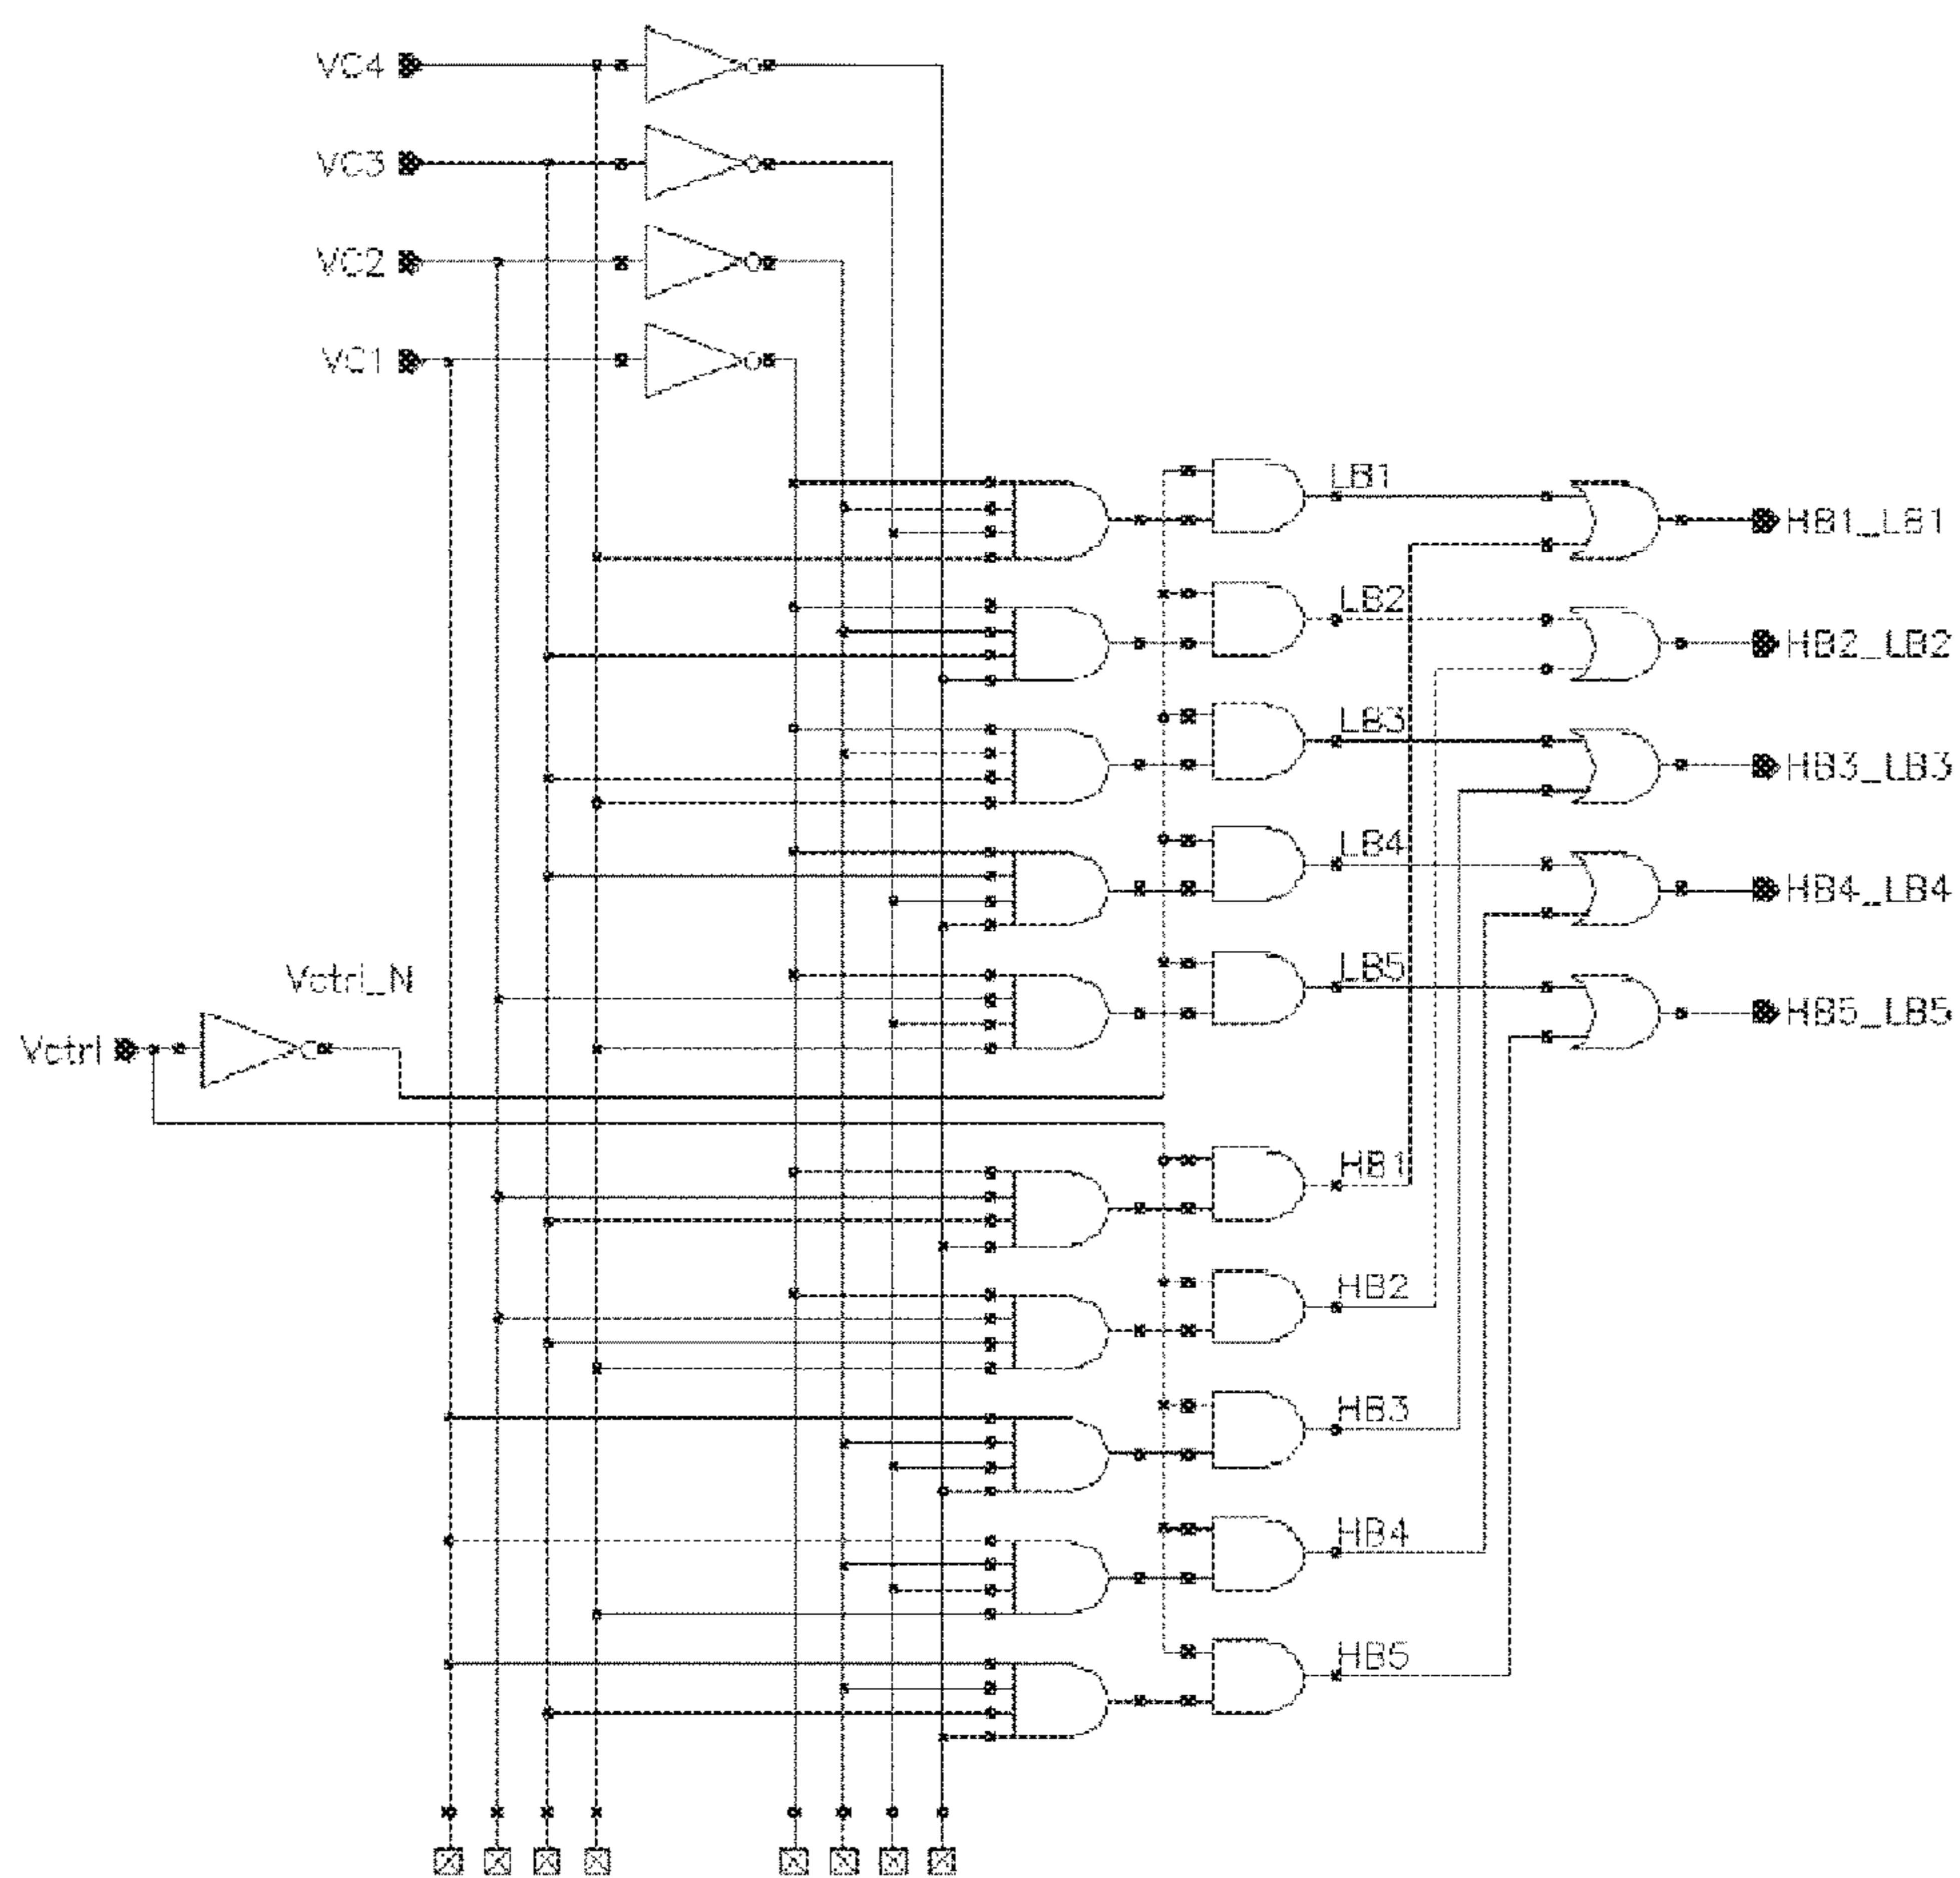 VC4
VC3
VC2
VC1
LB1
HB1_LB1
LB2
HB2_LB2
LB3
HB3_LB3
LB4
HB4_LB4
LB5
HB5_LB5
Vctrl_N
Vctrl
HB1
HB2
HB3
HB4
HB5